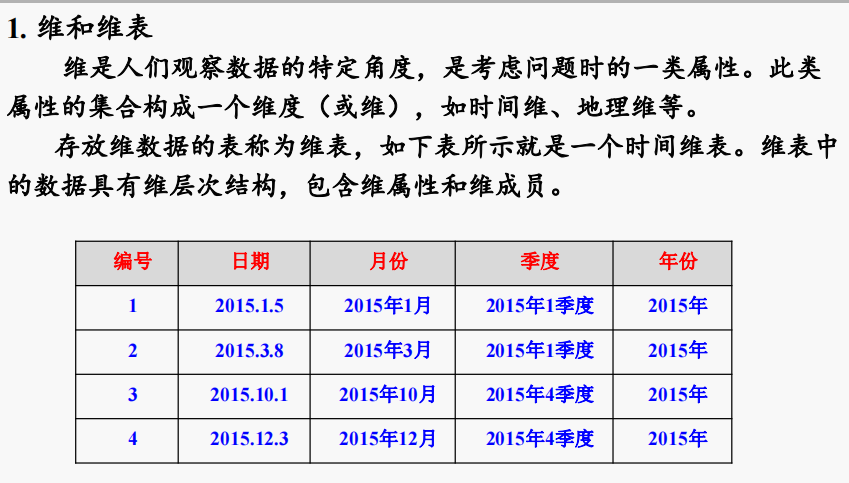 1. 维和维表
维是人们观察数据的特定角度，是考虑问题时的一类属性。此类
属性的集合构成一个维度（或维），如时间维、地理维等。
存放维数据的表称为维表，如下表所示就是一个时间维表。维表中
的数据具有维层次结构，包含维属性和维成员。
编号 日期 月份 季度 年份
1 2015.1.5 2015年1月 2015年1季度 2015年
2 2015.3.8 2015年3月 2015年1季度 2015年
3 2015.10.1 2015年10月 2015年4季度 2015年
4 2015.12.3 2015年12月 2015年4季度 2015年